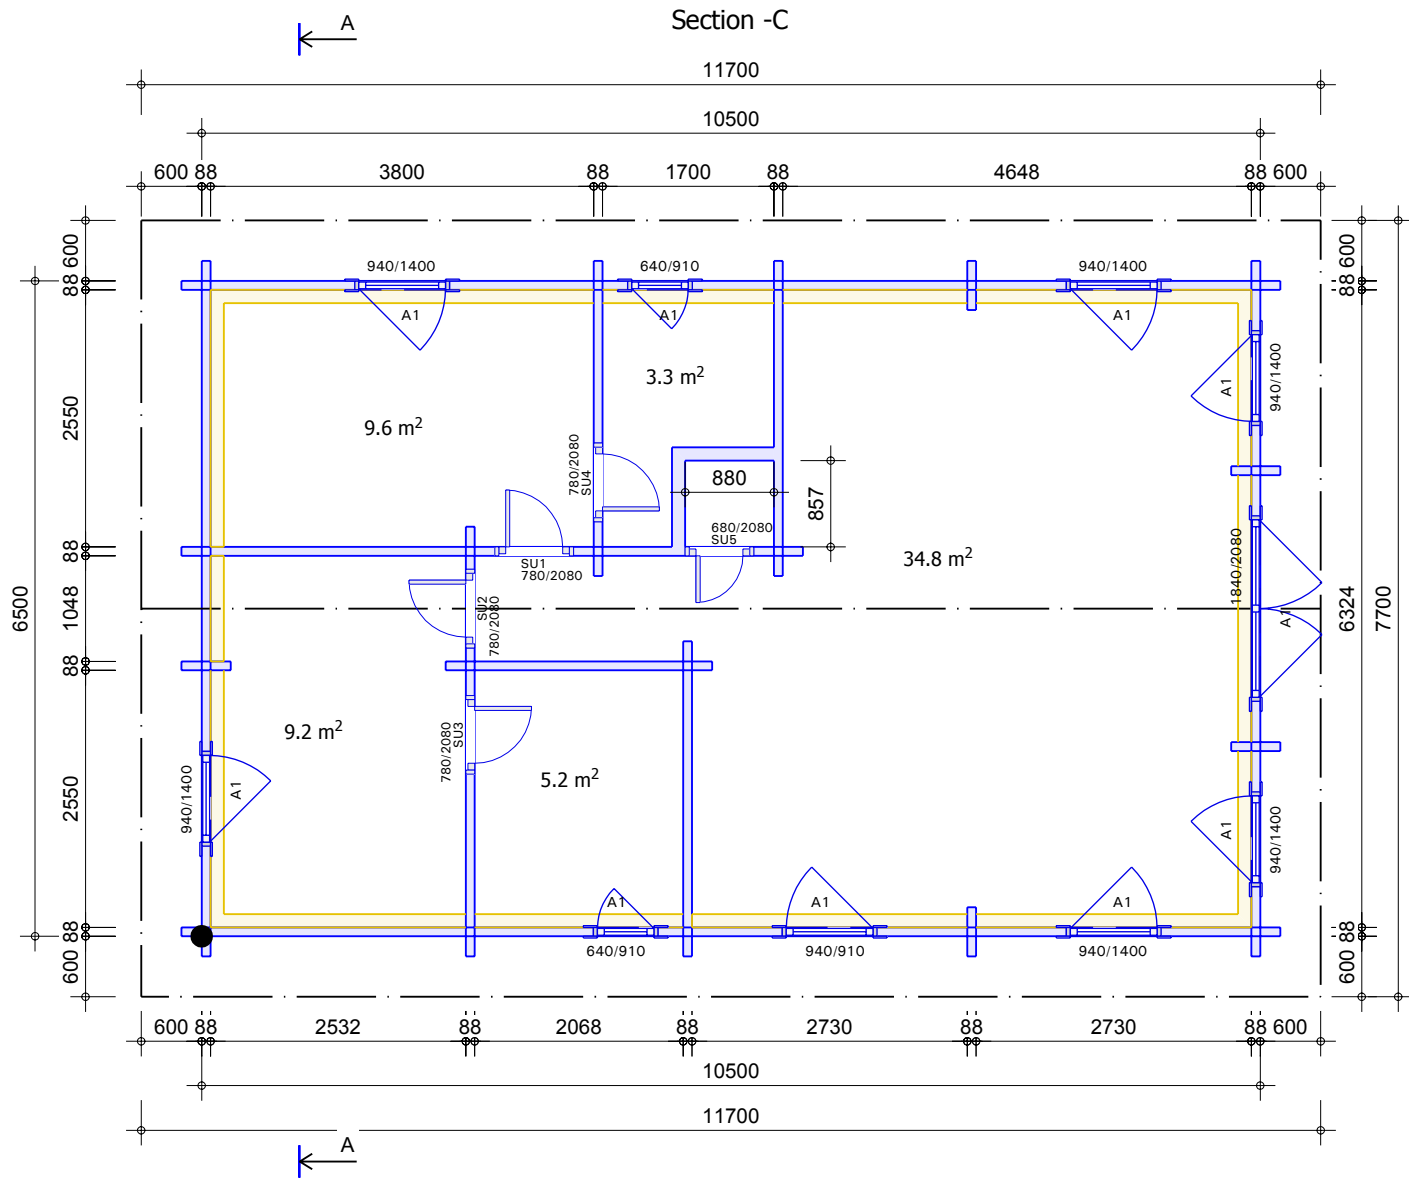 Section -C
A
11700
10500
600 88 3800 88 1700 88 4648 88 600
940/1400 640/910 940/1400
A1 A1 A1
600
88
2550
88
1048
88
2550
88
600
6500
600
88
6324
88
600
7700
3.3 m²
9.6 m²
A1
940/1400
780/2080
SU4
880
857
680/2080
SU5
34.8 m²
SU1
780/2080
SU2
780/2080
1840/2080
A1
9.2 m²
780/2080
SU3
5.2 m²
940/1400
A1
A1
940/1400
A1 A1 A1
640/910 940/910 940/1400
600 88 2532 88 2068 88 2730 88 2730 88 600
10500
11700
A